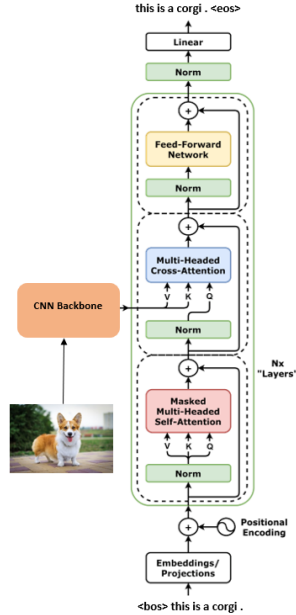 this is a corgi . <eos>
Linear
Norm
Feed-Forward
Network
Norm
Multi-Headed
Cross-Attention
V K Q
CNN Backbone
Norm
Nx
"Layers"
Masked
Multi-Headed
Self-Attention
V K Q
Norm
Positional
Encoding
Embeddings/
Projections
<bos> this is a corgi .